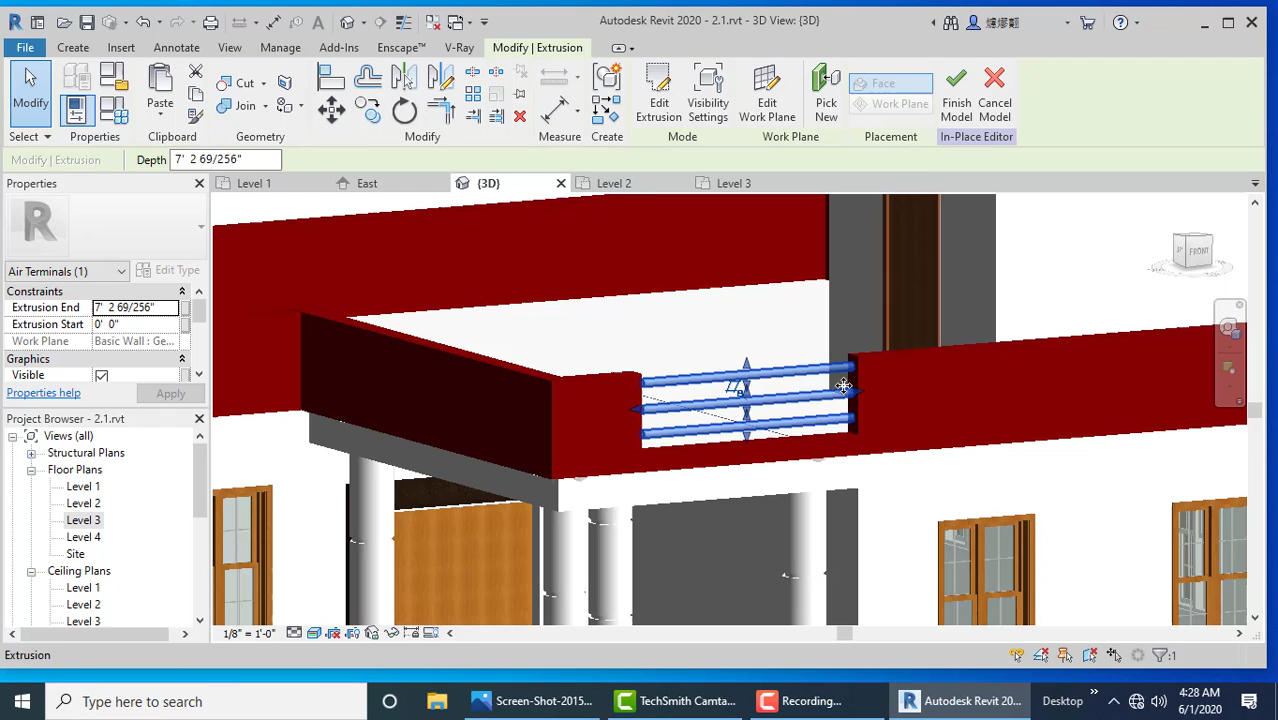 Autodesk Revit 2020 - 2.1.rvt - 3D View: {3D}
File Create Insert Annotate View Manage Add-Ins Enscape™ V-Ray Modify | Extrusion
Modify
Select
Properties
Paste
Clipboard
Cut
Join
Geometry
Modify
Measure
Create
Edit Extrusion
Visibility Settings
Mode
Edit Work Plane
Work Plane
Pick New
Face
Work Plane
Placement
Finish Model
Cancel Model
In-Place Editor
Modify | Extrusion
Depth 7' 2 69/256"
Properties
Level 1
East
{3D}
Level 2
Level 3
Air Terminals (1)
Edit Type
Constraints
Extrusion End 7' 2 69/256"
Extrusion Start 0' 0"
Work Plane Basic Wall : Ge...
Graphics
Visible
Properties help
Apply
Project Browser - 2.1.rvt
Views (all)
Structural Plans
Floor Plans
Level 1
Level 2
Level 3
Level 4
Site
Ceiling Plans
Level 1
Level 2
Level 3
FRONT
1/8" = 1'-0"
Extrusion
:1
Type here to search
Screen-Shot-2015...
TechSmith Camta...
Recording...
Autodesk Revit 20...
Desktop
4:28 AM
6/1/2020